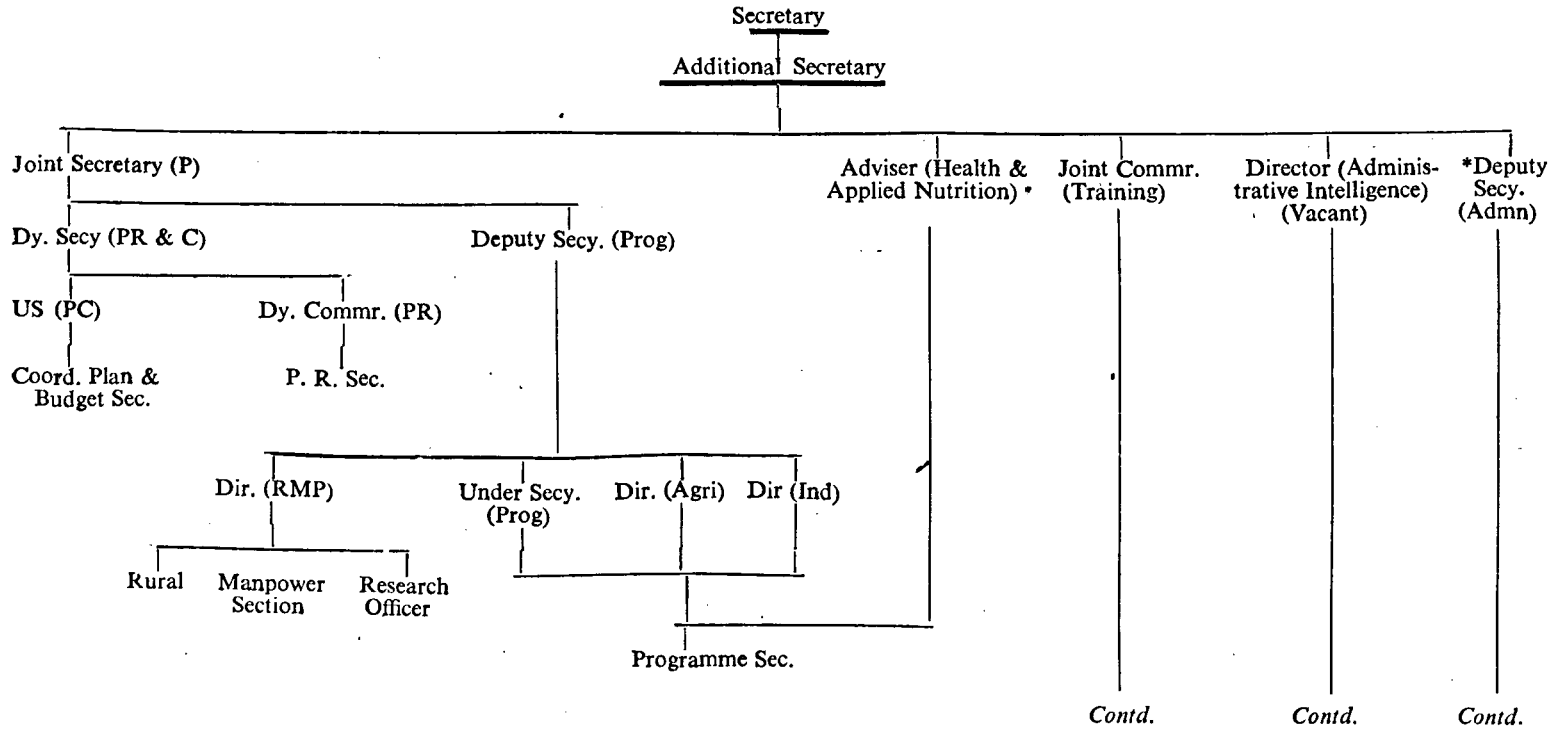 Secretary
Additional Secretary
Joint Secretary (P)
Adviser (Health &
Applied Nutrition)
Joint Commr.
(Training)
Director (Adminis-
trative Intelligence)
(Vacant)
*Deputy
Secy.
(Admn)
Dy. Secy (PR & C)
Deputy Secy. (Prog)
US (PC)
Dy. Commr. (PR)
Coord. Plan &
Budget Sec.
P. R. Sec.
Dir. (RMP)
Under Secy.
(Prog)
Dir. (Agri)
Dir (Ind)
Rural
Manpower
Section
Research
Officer
Programme Sec.
Contd.
Contd.
Contd.